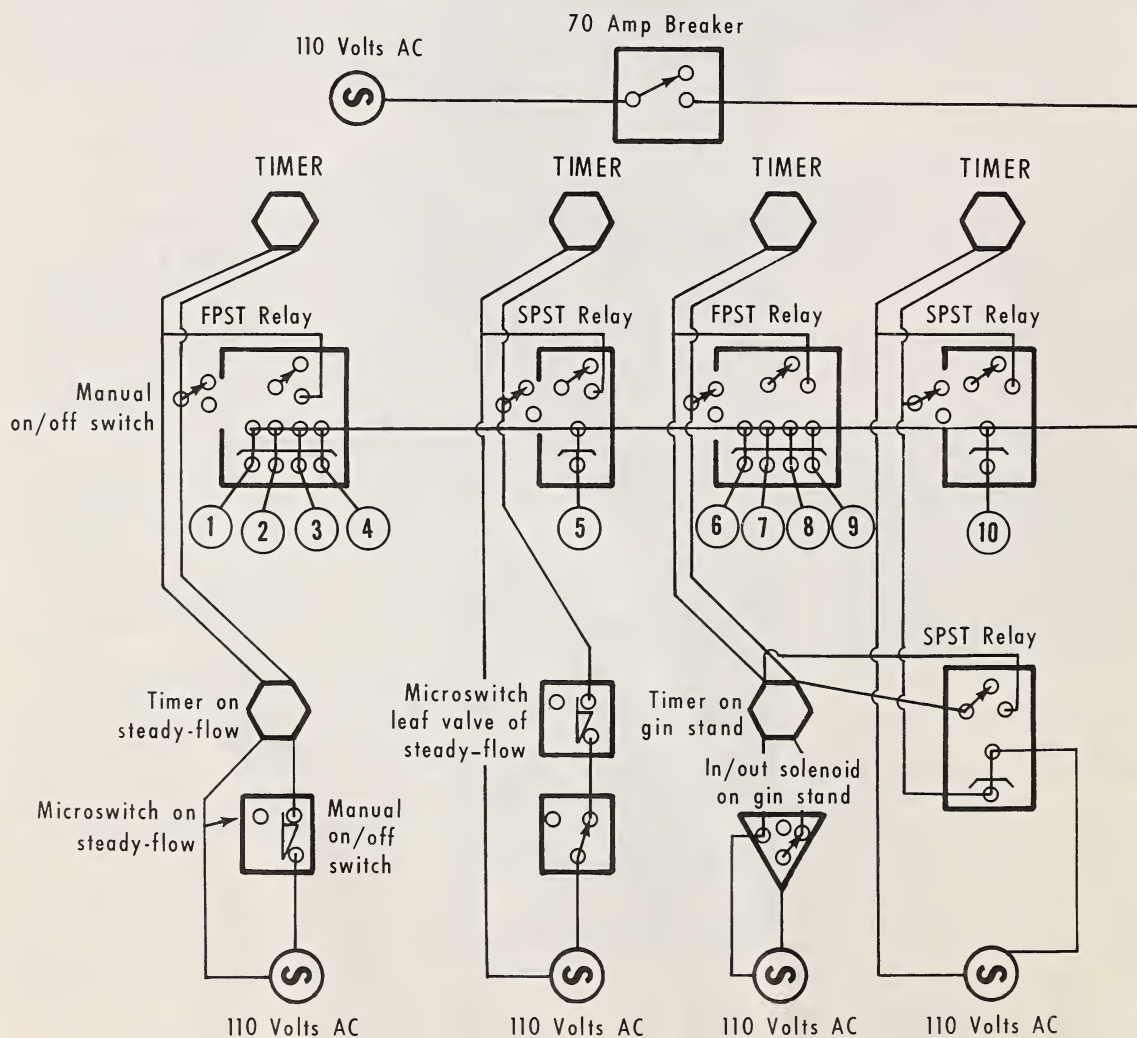 70 Amp Breaker
110 Volts AC
S
TIMER
TIMER
TIMER
TIMER
FPST Relay
SPST Relay
FPST Relay
SPST Relay
Manual
on/off switch
1
2
3
4
5
6
7
8
9
10
SPST Relay
Timer on
steady-flow
Microswitch
leaf valve of
steady-flow
Timer on
gin stand
In/out solenoid
on gin stand
Microswitch on
steady-flow
Manual
on/off
switch
S
S
S
S
110 Volts AC
110 Volts AC
110 Volts AC
110 Volts AC